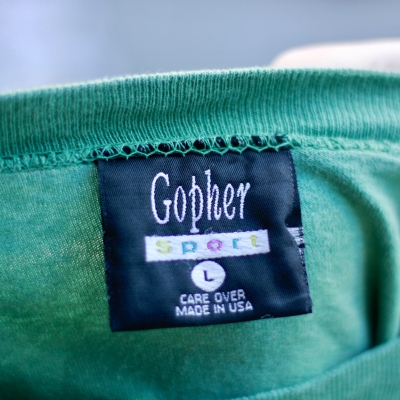 Gopher
Sport
L
CARE OVER
MADE IN USA